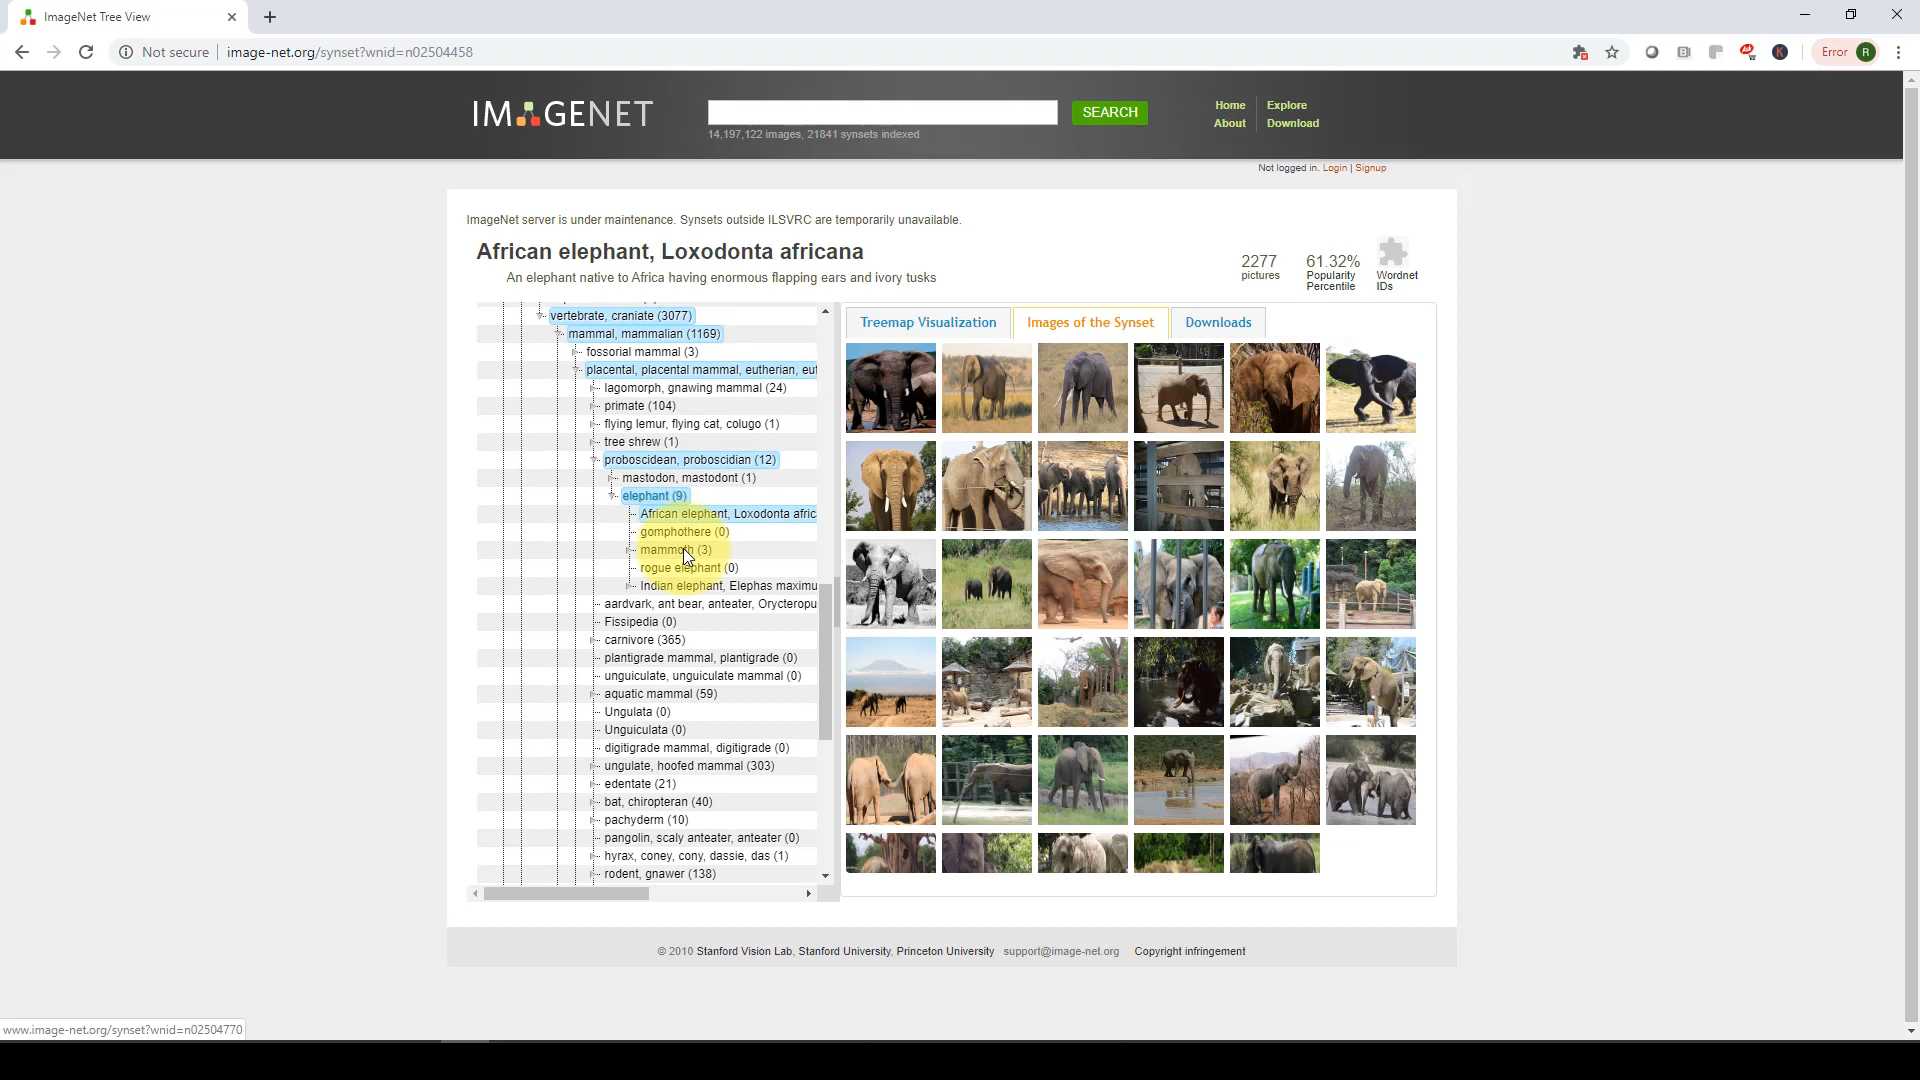 ImageNet Tree View
Not secure
image-net.org/synset?wnid=n02504458
Error
R
IMAGENET
SEARCH
14,197,122 images, 21841 synsets indexed
Home
Explore
About
Download
Not logged in. Login | Signup
ImageNet server is under maintenance. Synsets outside ILSVRC are temporarily unavailable.
African elephant, Loxodonta africana
An elephant native to Africa having enormous flapping ears and ivory tusks
2277
pictures
61.32%
Popularity
Percentile
Wordnet
IDs
vertebrate, craniate (3077)
mammal, mammalian (1169)
fossorial mammal (3)
placental, placental mammal, eutherian, eut
lagomorph, gnawing mammal (24)
primate (104)
flying lemur, flying cat, colugo (1)
tree shrew (1)
proboscidean, proboscidian (12)
mastodon, mastodont (1)
elephant (9)
African elephant, Loxodonta afric
gomphothere (0)
mammoth (3)
rogue elephant (0)
Indian elephant, Elephas maximu
aardvark, ant bear, anteater, Orycteropu
Fissipedia (0)
carnivore (365)
plantigrade mammal, plantigrade (0)
unguiculate, unguiculate mammal (0)
aquatic mammal (59)
Ungulata (0)
Unguiculata (0)
digitigrade mammal, digitigrade (0)
ungulate, hoofed mammal (303)
edentate (21)
bat, chiropteran (40)
pachyderm (10)
pangolin, scaly anteater, anteater (0)
hyrax, coney, cony, dassie, das (1)
rodent, gnawer (138)
Treemap Visualization
Images of the Synset
Downloads
© 2010 Stanford Vision Lab, Stanford University, Princeton University support@image-net.org Copyright infringement
www.image-net.org/synset?wnid=n02504770